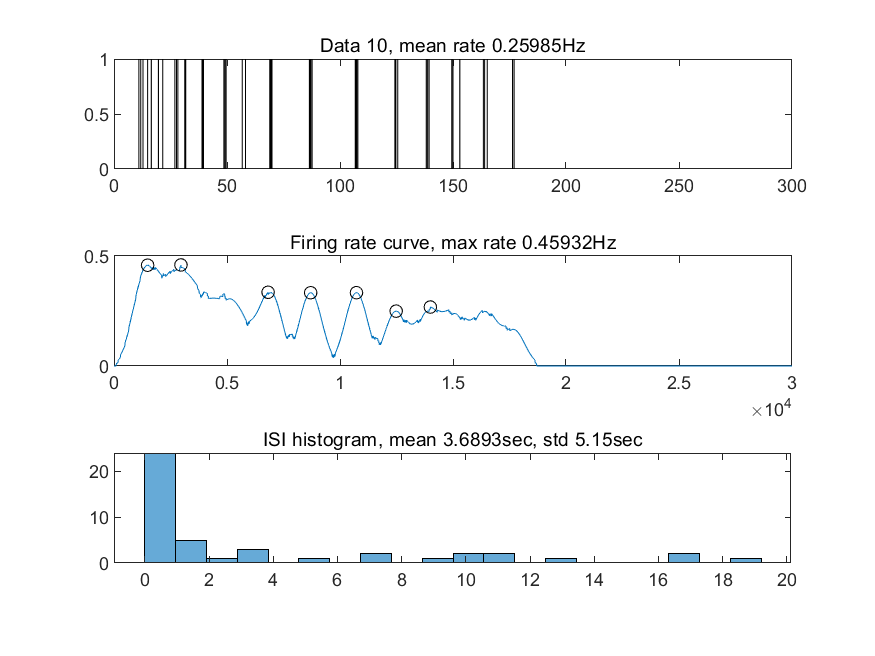 Data 10, mean rate 0.25985Hz
1
0.5
0
0 50 100 150 200 250 300
Firing rate curve, max rate 0.45932Hz
0.5
0
0 0.5 1 1.5 2 2.5 3
×10⁴
ISI histogram, mean 3.6893sec, std 5.15sec
20
10
0
0 2 4 6 8 10 12 14 16 18 20